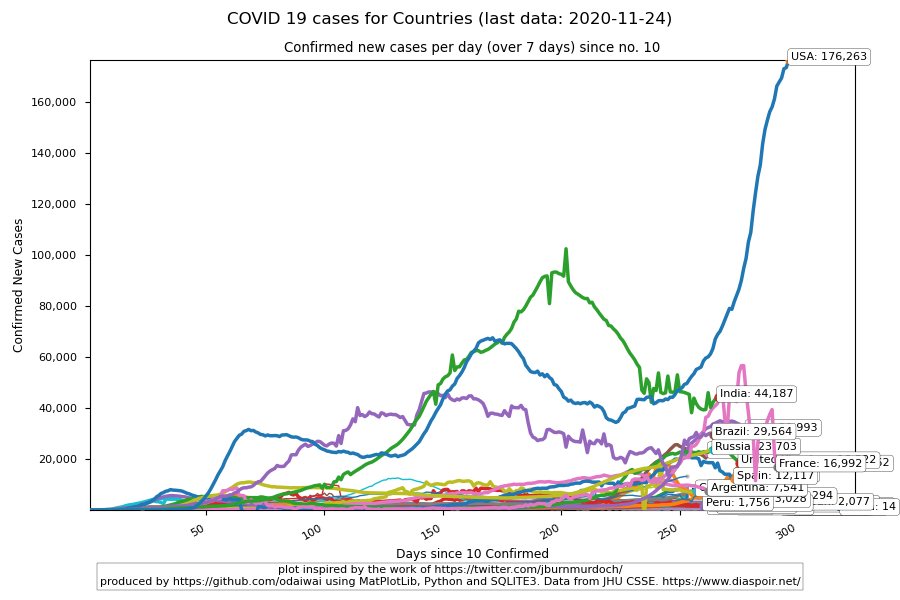 COVID 19 cases for Countries (last data: 2020-11-24)
Confirmed new cases per day (over 7 days) since no. 10
USA: 176,263
160,000
140,000
120,000
100,000
80,000
60,000
40,000
20,000
Confirmed New Cases
India: 44,187
Brazil: 29,564
Russia: 23,703
France: 16,992
Spain: 12,117
Argentina: 7,541
Peru: 1,756
50
100
150
200
250
300
Days since 10 Confirmed
plot inspired by the work of https://twitter.com/jburnmurdoch/
produced by https://github.com/odaiwai using MatPlotLib, Python and SQLITE3. Data from JHU CSSE. https://www.diaspoir.net/